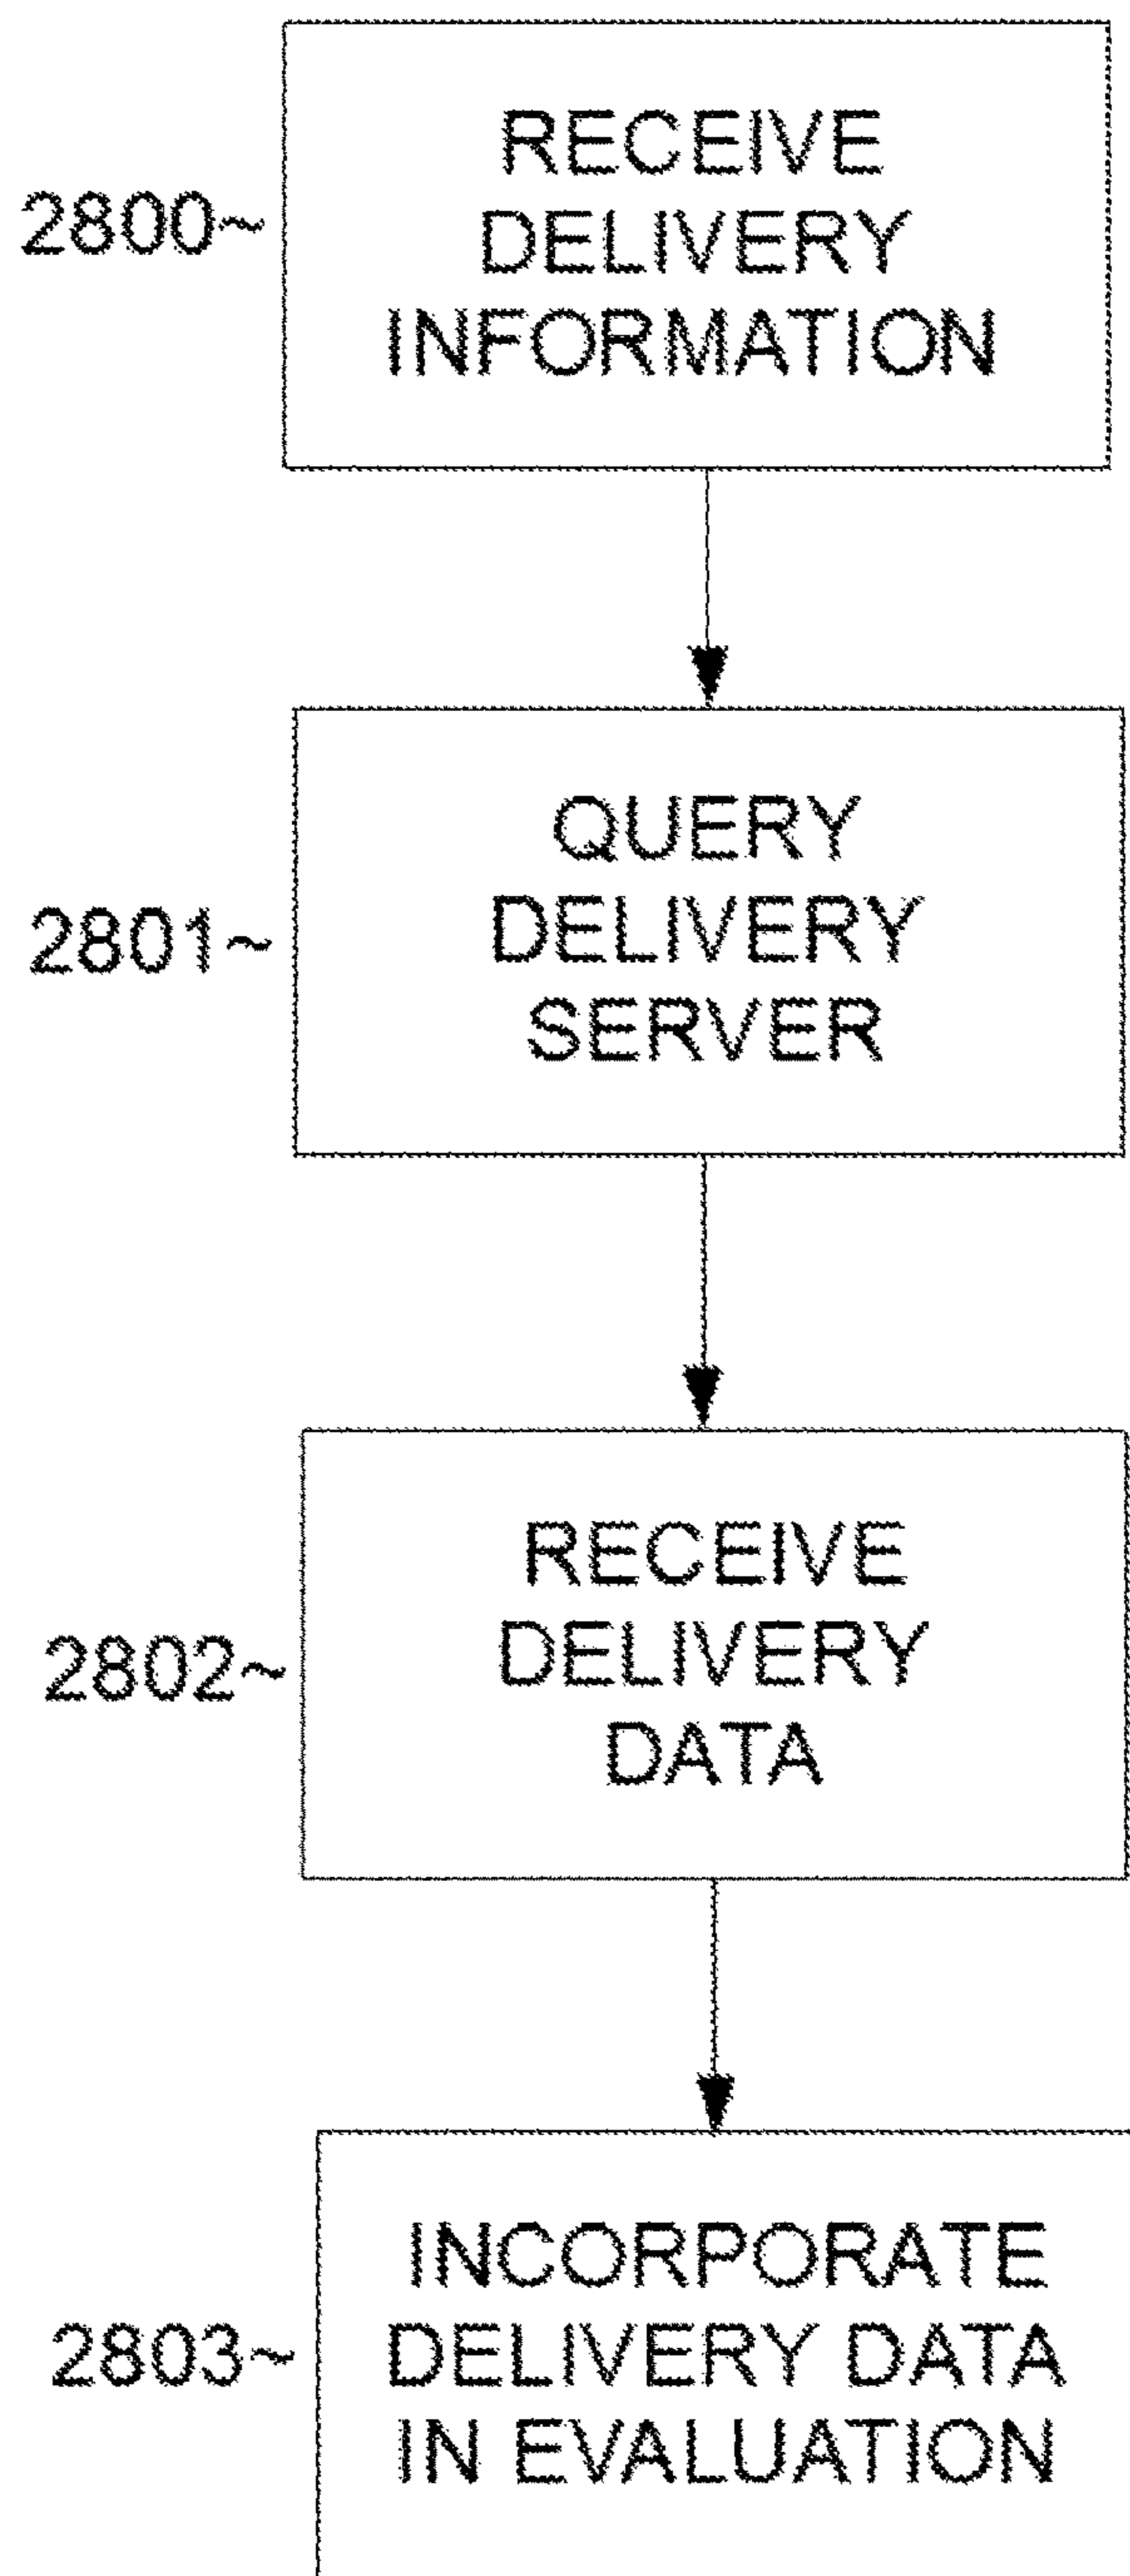 RECEIVE
DELIVERY
INFORMATION
2800~
QUERY
DELIVERY
SERVER
2801~
RECEIVE
DELIVERY
DATA
2802~
INCORPORATE
DELIVERY DATA
IN EVALUATION
2803~